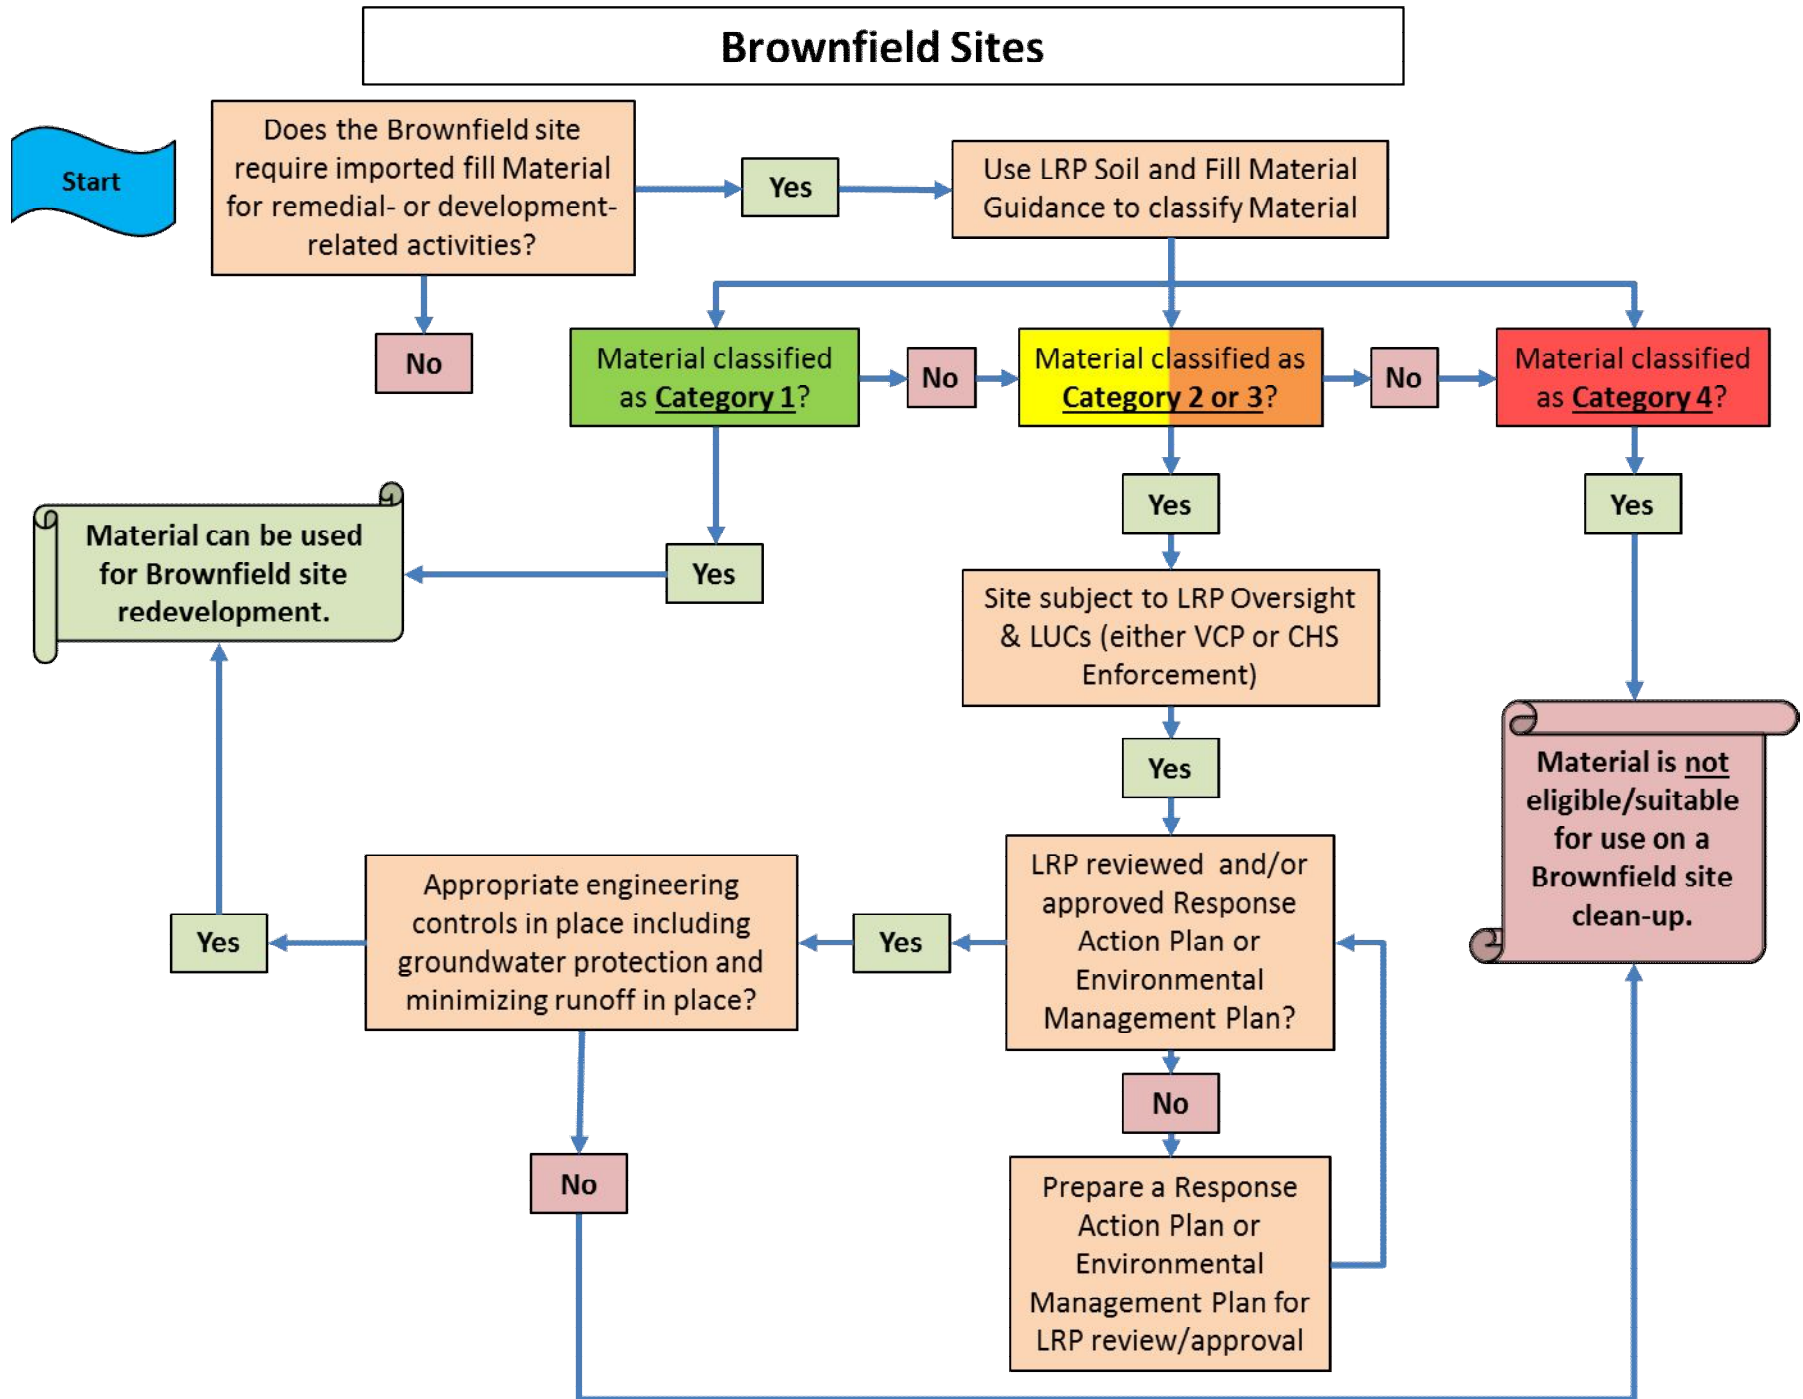 Brownfield Sites
Start
Does the Brownfield site
require imported fill Material
for remedial- or development-
related activities?
Yes
Use LRP Soil and Fill Material
Guidance to classify Material
No
Material classified
as Category 1?
No
Material classified as
Category 2 or 3?
No
Material classified
as Category 4?
Yes
Yes
Yes
Material can be used
for Brownfield site
redevelopment.
Site subject to LRP Oversight
& LUCs (either VCP or CHS
Enforcement)
Yes
Material is not
eligible/suitable
for use on a
Brownfield site
clean-up.
LRP reviewed and/or
approved Response
Action Plan or
Environmental
Management Plan?
Yes
Appropriate engineering
controls in place including
groundwater protection and
minimizing runoff in place?
Yes
No
No
Prepare a Response
Action Plan or
Environmental
Management Plan for
LRP review/approval